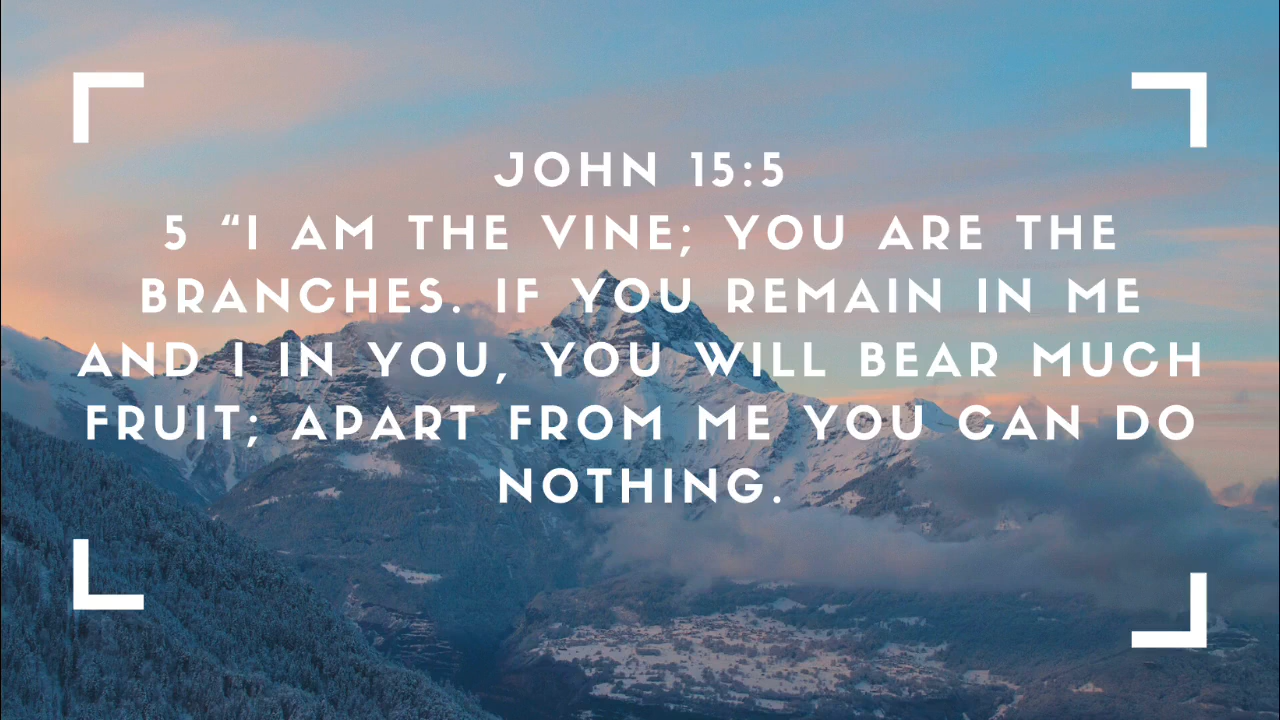 JOHN 15:5
5 “I AM THE VINE; YOU ARE THE
BRANCHES. IF YOU REMAIN IN ME
AND I IN YOU, YOU WILL BEAR MUCH
FRUIT; APART FROM ME YOU CAN DO
NOTHING.